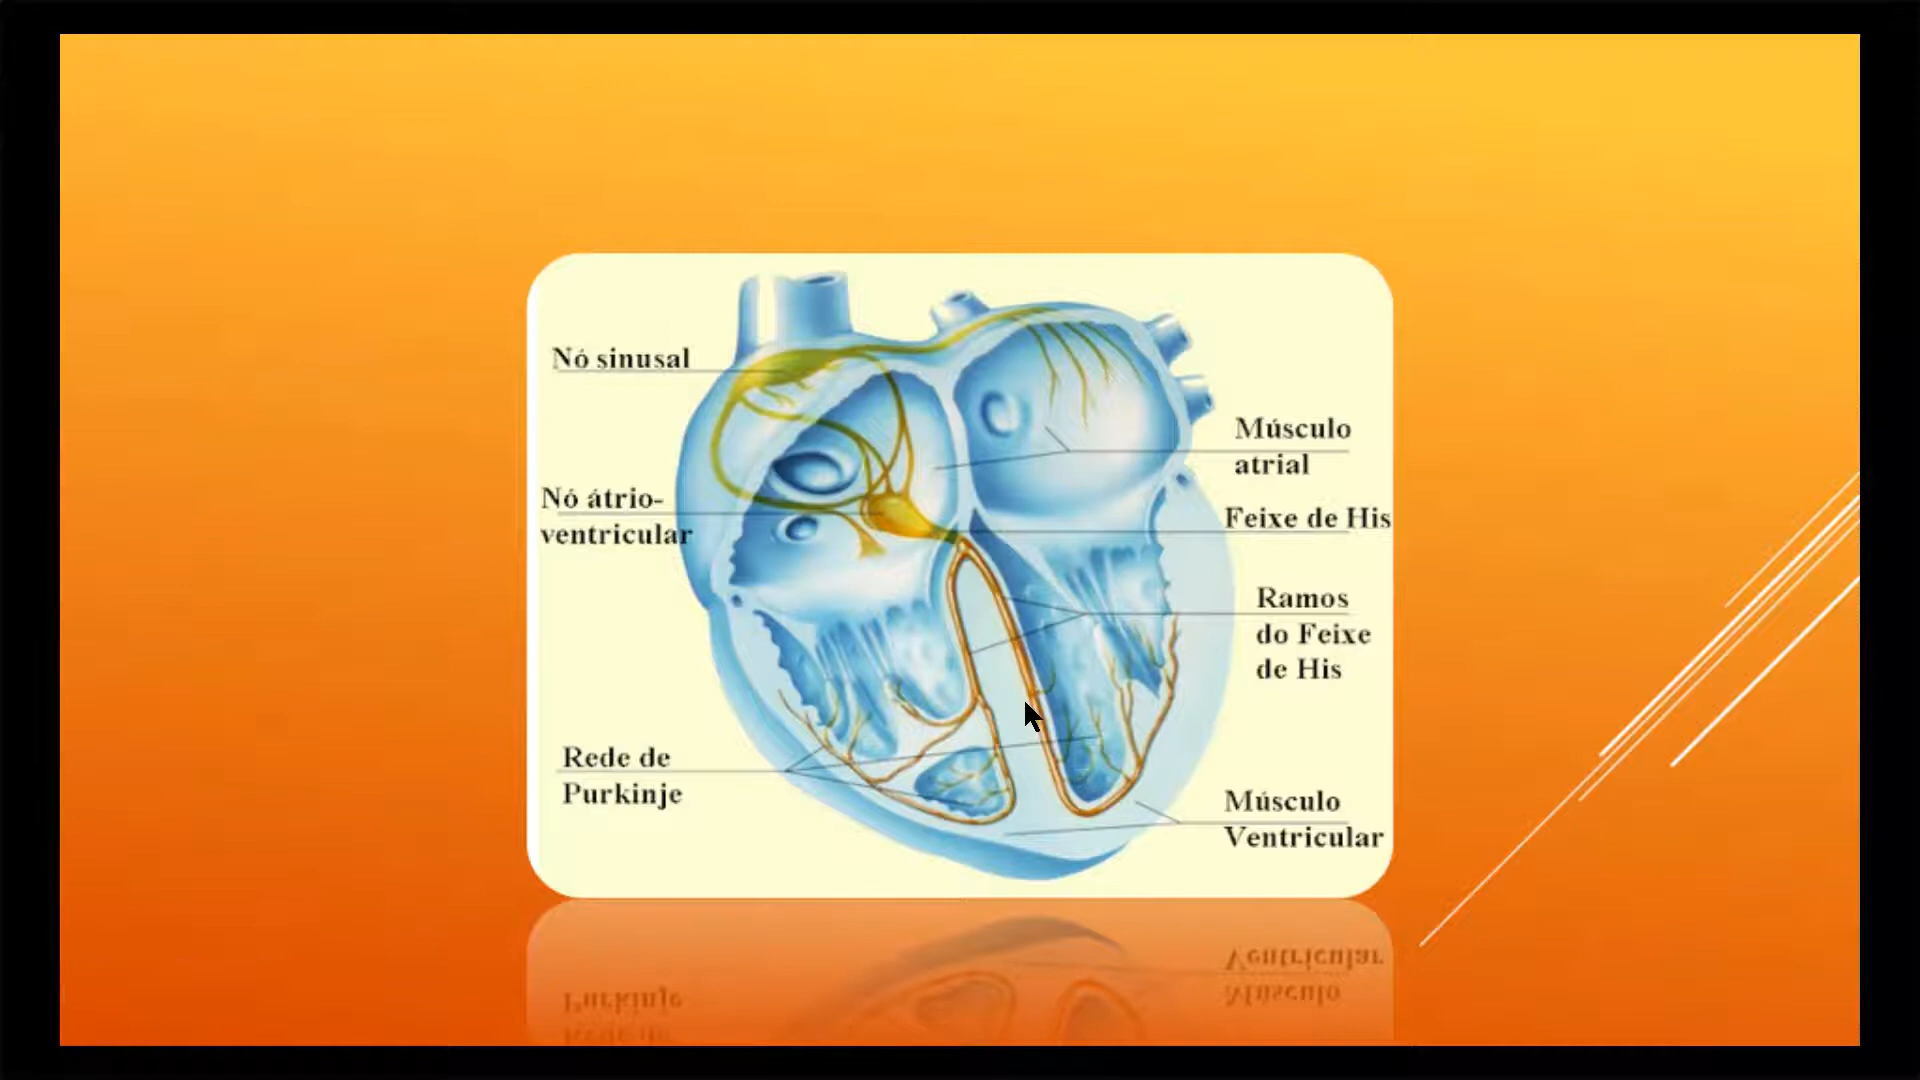 Nó sinusal
Músculo
atrial
Nó átrio-
ventricular
Feixe de His
Ramos
do Feixe
de His
Rede de
Purkinje
Músculo
Ventricular